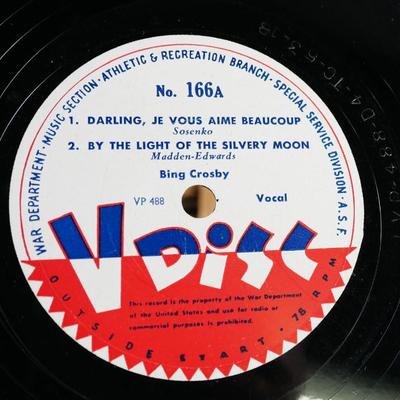 WAR DEPARTMENT · MUSIC SECTION · ATHLETIC & RECREATION BRANCH · SPECIAL SERVICE DIVISION · A.S.F.
No. 166A
1. DARLING, JE VOUS AIME BEAUCOUP
Sosenko
2. BY THE LIGHT OF THE SILVERY MOON
Madden-Edwards
Bing Crosby
VP 488 Vocal
V DISC
This record is the property of the War Department
of the United States and use for radio or
commercial purposes is prohibited.
OUTSIDE START · 78 RPM